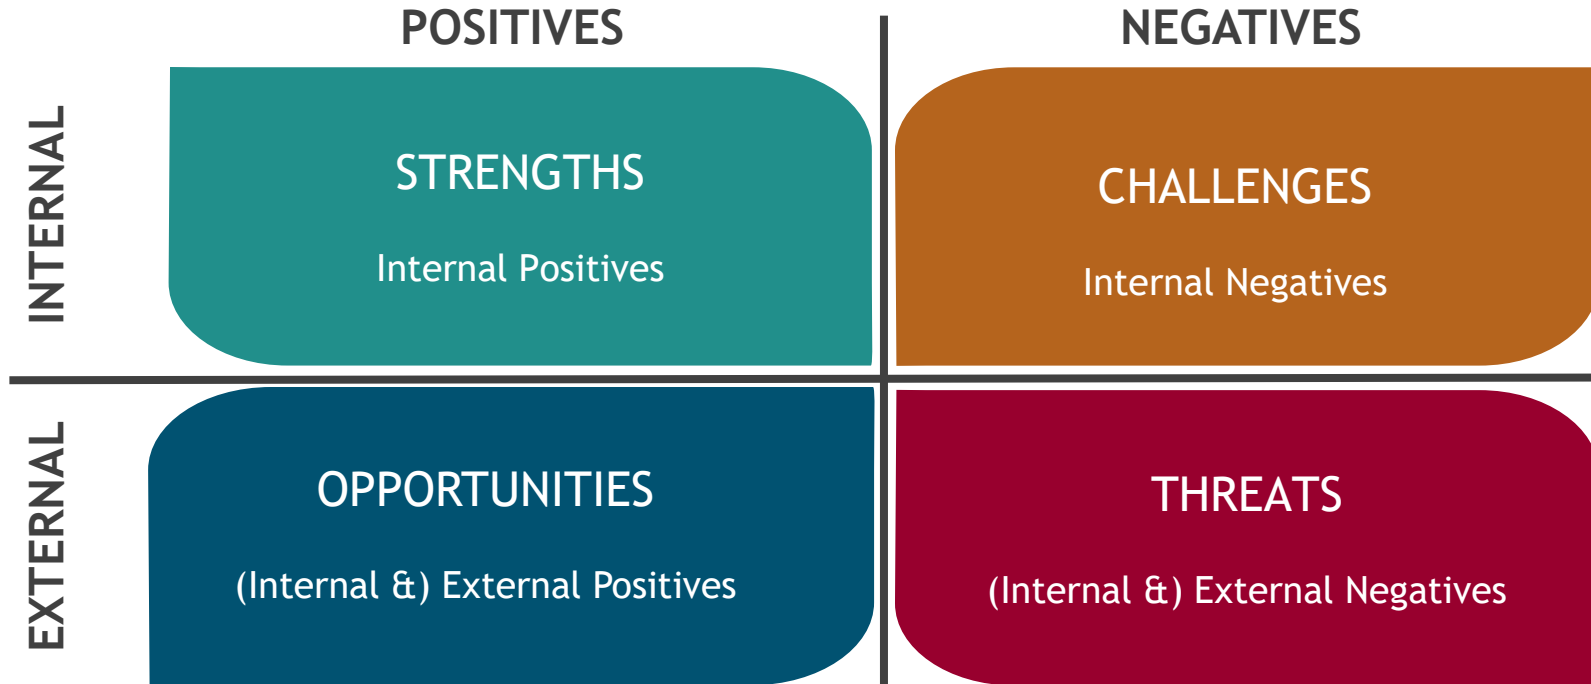 POSITIVES
NEGATIVES
INTERNAL
STRENGTHS
Internal Positives
CHALLENGES
Internal Negatives
EXTERNAL
OPPORTUNITIES
(Internal &) External Positives
THREATS
(Internal &) External Negatives